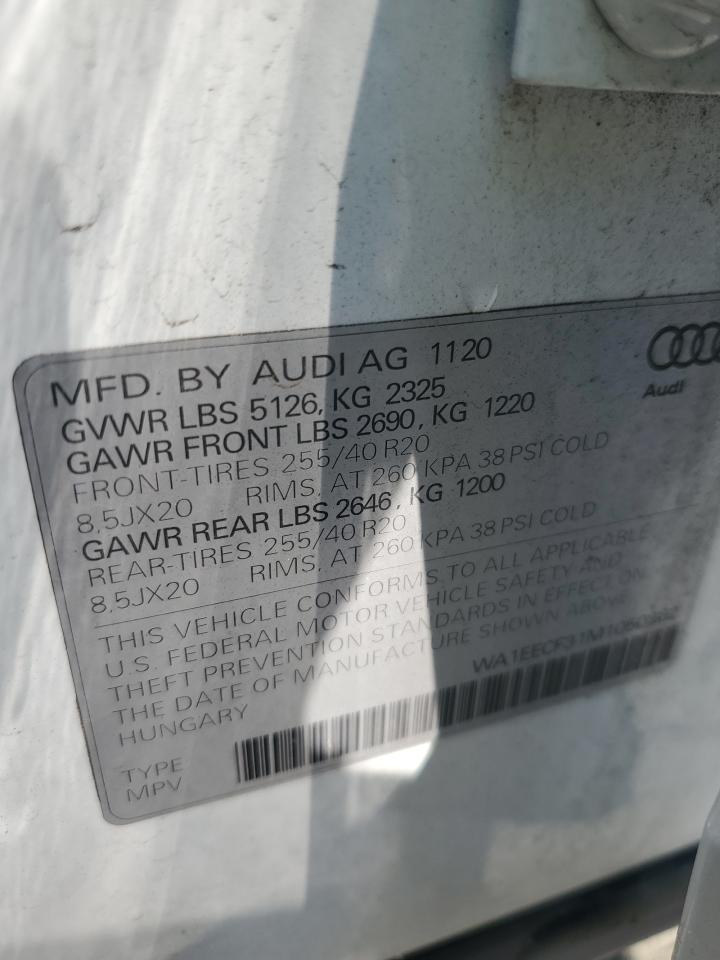 MFD. BY AUDI AG 1120
Audi
GVWR LBS 5126, KG 2325
GAWR FRONT LBS 2690, KG 1220
FRONT-TIRES 255/40 R20
8,5JX20 RIMS, AT 260 KPA 38 PSI COLD
GAWR REAR LBS 2646, KG 1200
REAR-TIRES 255/40 R20
8,5JX20 RIMS, AT 260 KPA 38 PSI COLD
THIS VEHICLE CONFORMS TO ALL APPLICABLE
U.S. FEDERAL MOTOR VEHICLE SAFETY AND
THEFT PREVENTION STANDARDS IN EFFECT ON
THE DATE OF MANUFACTURE SHOWN ABOVE
HUNGARY
TYPE
MPV